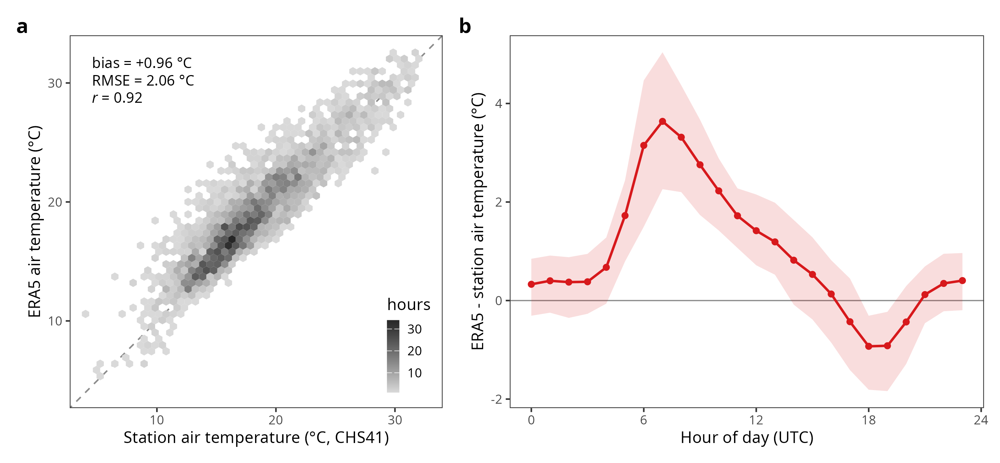 a
bias = +0.96 °C
RMSE = 2.06 °C
r = 0.92
ERA5 air temperature (°C)
30
20
10
hours
30
20
10
10
20
30
Station air temperature (°C, CHS41)
b
ERA5 - station air temperature (°C)
4
2
0
-2
0
6
12
18
24
Hour of day (UTC)